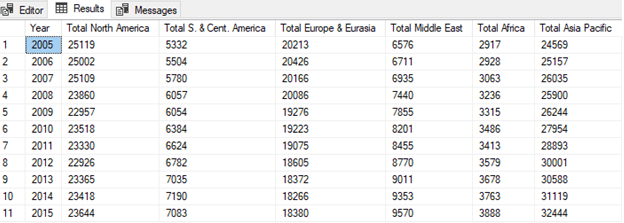 Editor Results Messages
Year Total North America Total S. & Cent. America Total Europe & Eurasia Total Middle East Total Africa Total Asia Pacific
1 2005 25119 5332 20213 6576 2917 24569
2 2006 25002 5504 20426 6711 2928 25157
3 2007 25109 5780 20166 6935 3063 26035
4 2008 23860 6057 20086 7440 3236 25900
5 2009 22957 6054 19276 7855 3315 26244
6 2010 23518 6384 19223 8201 3486 27954
7 2011 23330 6624 19075 8455 3413 28893
8 2012 22926 6782 18605 8770 3579 30001
9 2013 23365 7035 18372 9011 3678 30588
10 2014 23418 7190 18266 9353 3763 31119
11 2015 23644 7083 18380 9570 3888 32444